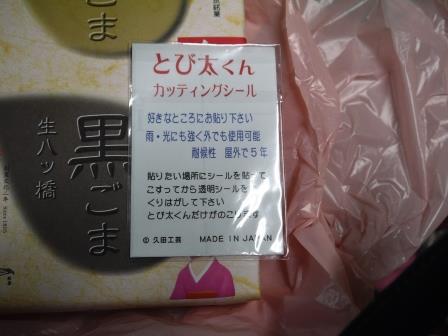 とび太くん
カッティングシール
好きなところにお貼り下さい
雨・光にも強く外でも使用可能
耐候性 屋外で5年
貼りたい場所にシールを貼って
こすってから透明シールを
くりはがして下さい
とび太くんだけがのこります
© 久田工芸 MADE IN JAPAN
ごま
黒ごま
生八ッ橋